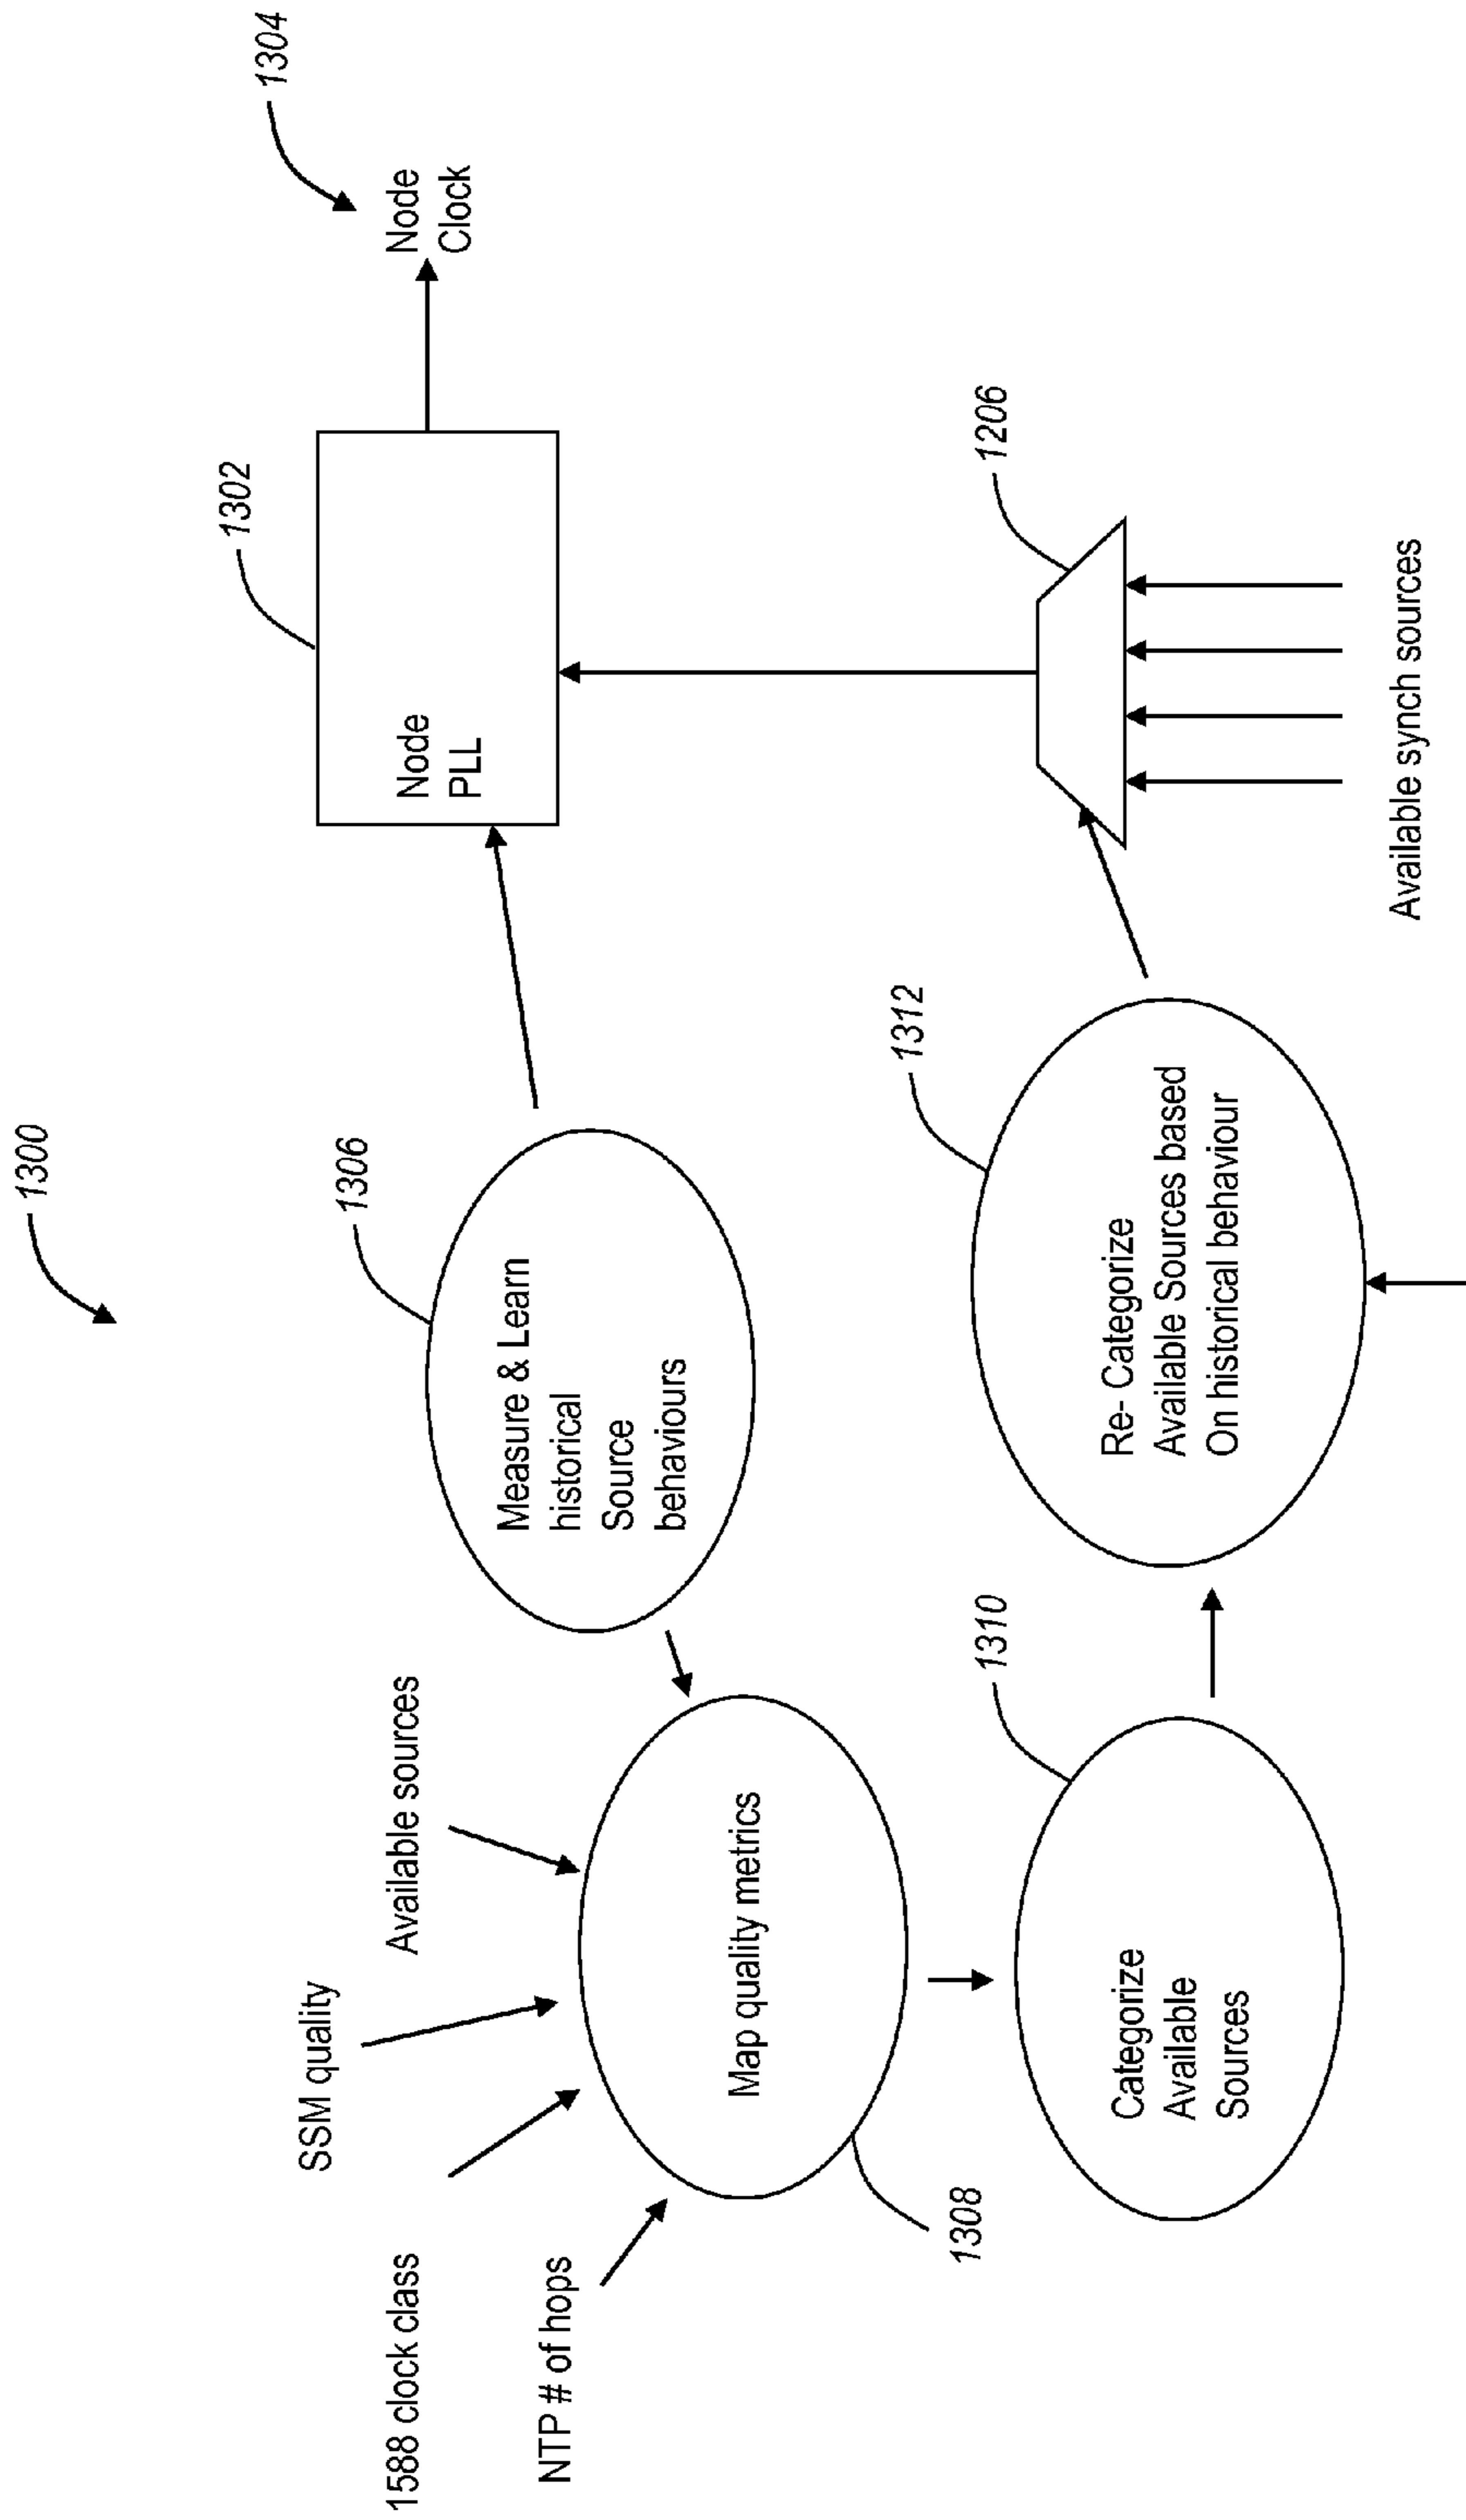 1300
1304
1302
Node
Clock
Node
PLL
1306
SSM quality
1588 clock class
Available sources
Measure & Learn
historical
Source
behaviours
NTP # of hops
Map quality metrics
1308
1312
1206
1310
Categorize
Available
Sources
Re- Categorize
Available Sources based
On historical behaviour
Available synch sources